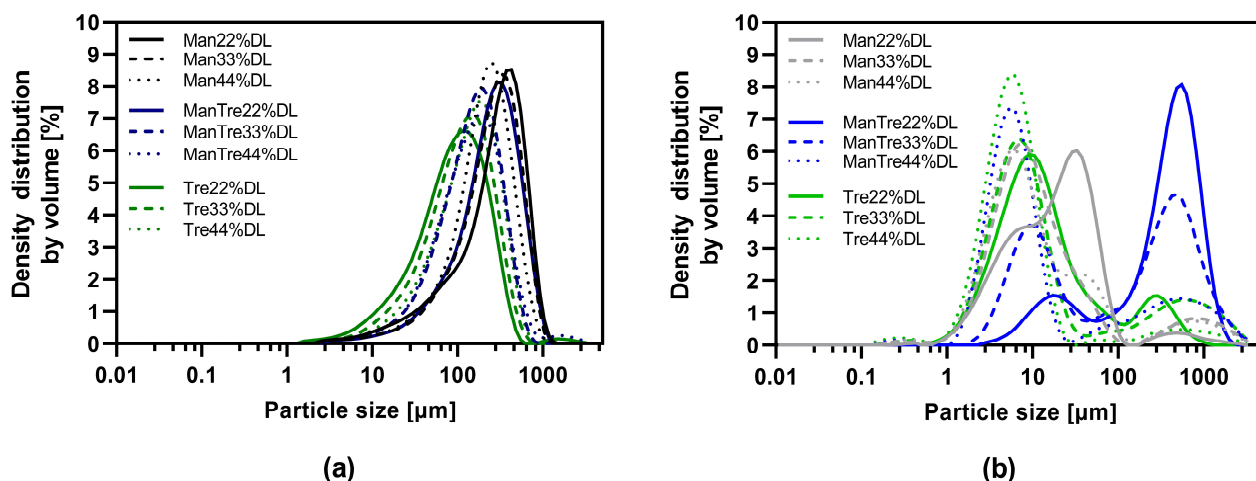 10
9
8
7
6
5
4
3
2
1
0
Density distribution
by volume [%]
Man22%DL
Man33%DL
Man44%DL
ManTre22%DL
ManTre33%DL
ManTre44%DL
Tre22%DL
Tre33%DL
Tre44%DL
0.01 0.1 1 10 100 1000
Particle size [µm]
(a)
10
9
8
7
6
5
4
3
2
1
0
Density distribution
by volume [%]
Man22%DL
Man33%DL
Man44%DL
ManTre22%DL
ManTre33%DL
ManTre44%DL
Tre22%DL
Tre33%DL
Tre44%DL
0.01 0.1 1 10 100 1000
Particle size [µm]
(b)